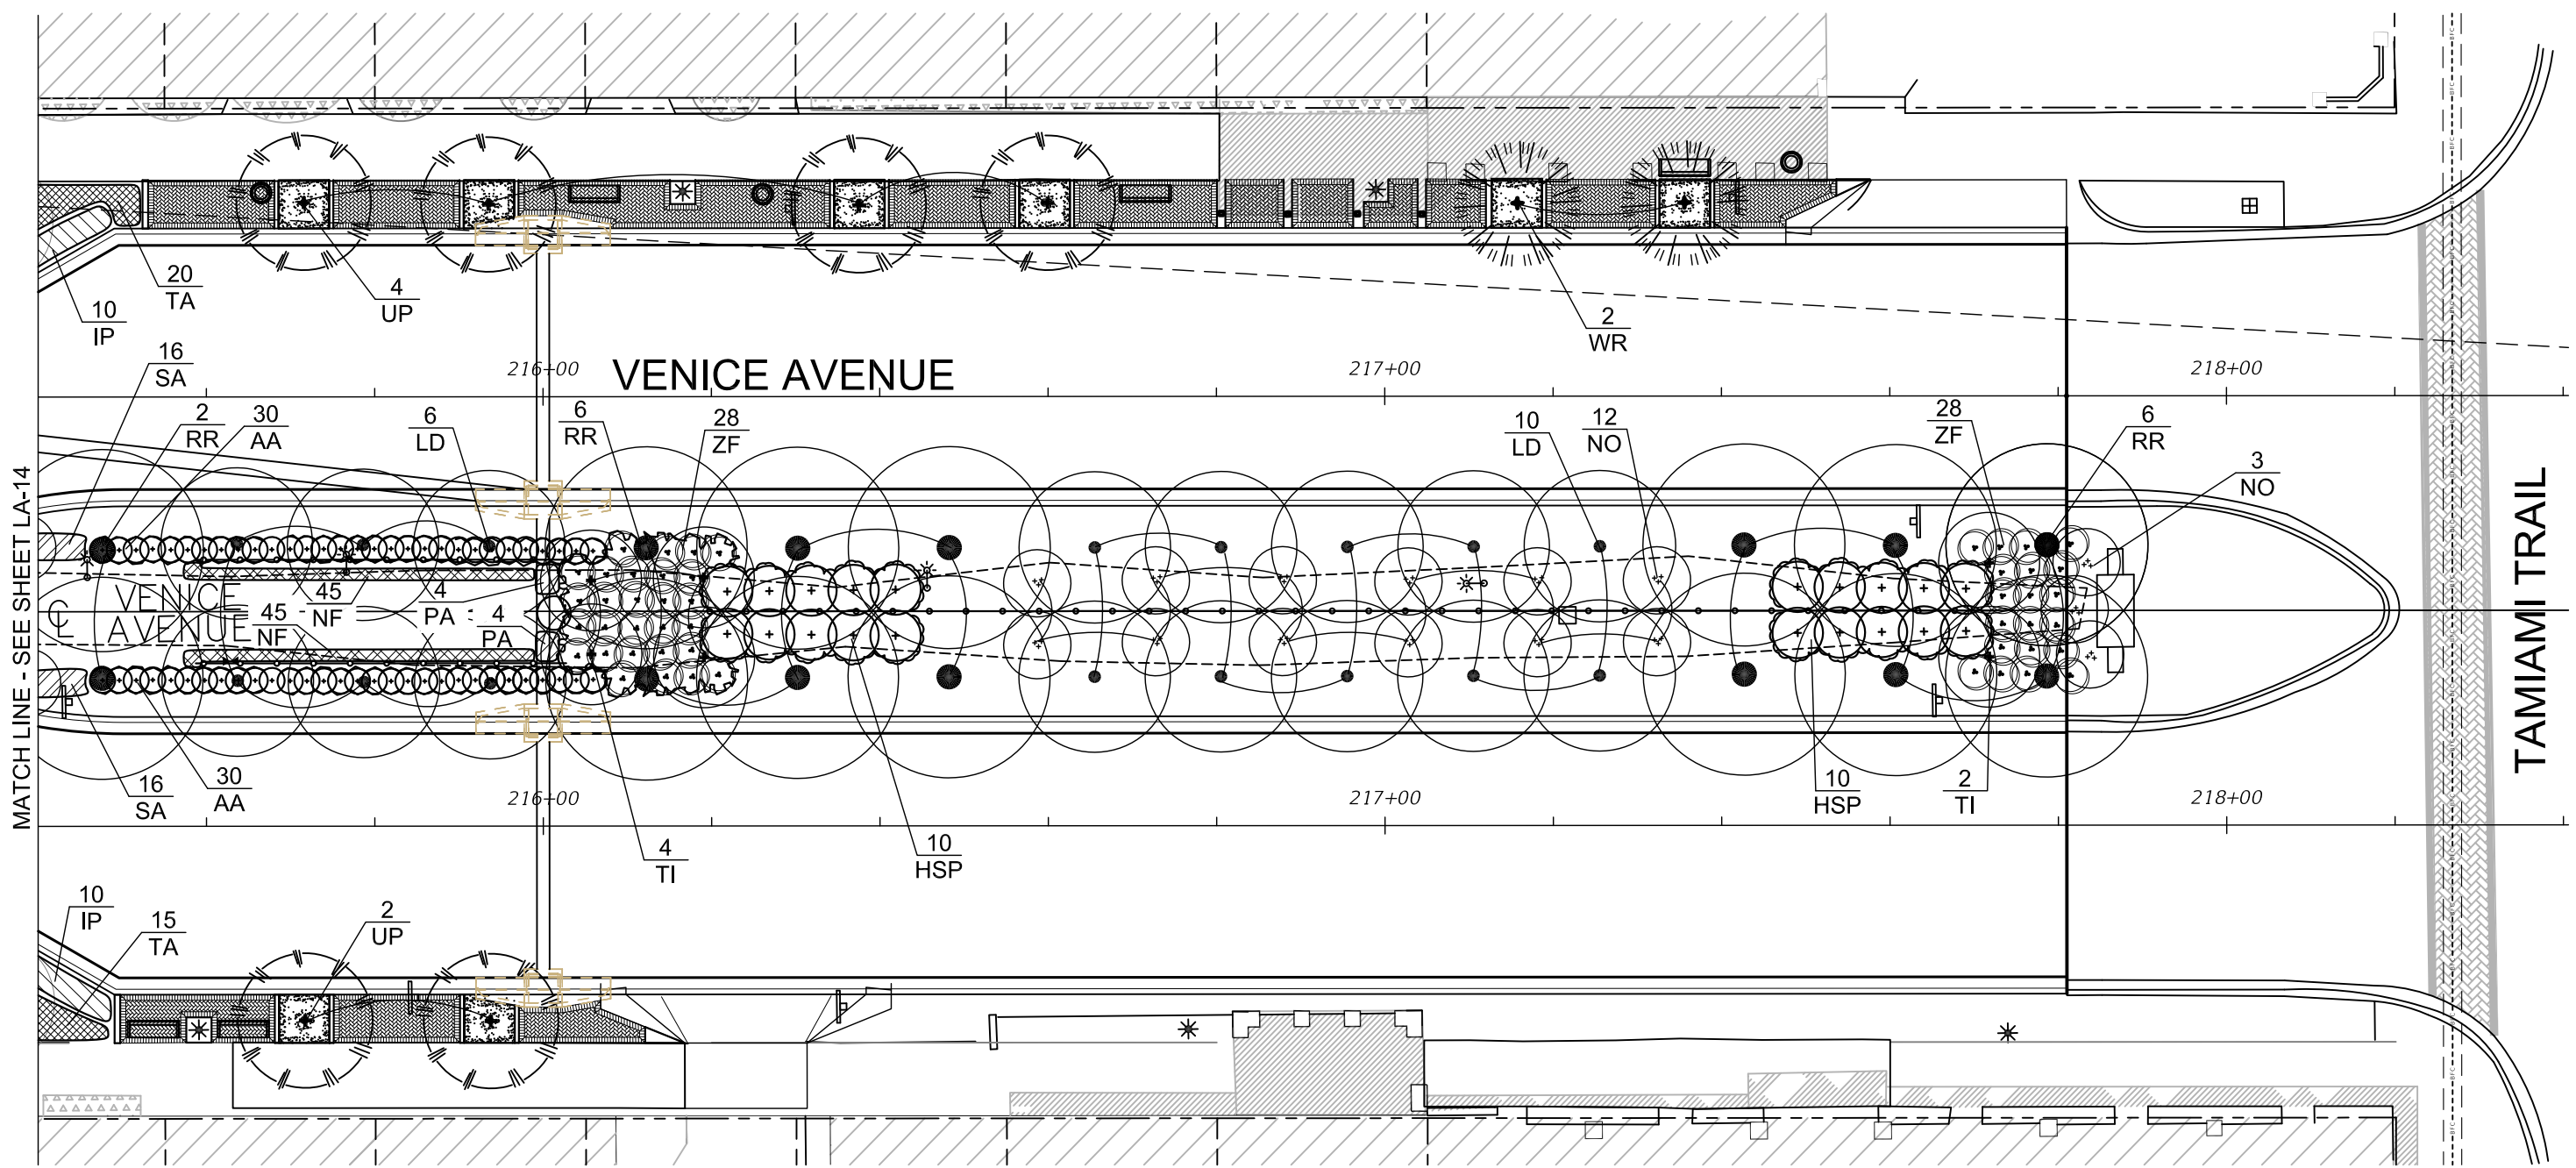 20
TA
10
IP
4
UP
2
WR
16
SA
VENICE AVENUE
216+00
217+00
218+00
2
RR
30
AA
6
LD
6
RR
28
ZF
10
LD
12
NO
28
ZF
6
RR
3
NO
MATCH LINE - SEE SHEET LA-14
TAMIAMI TRAIL
CL
VENICE
AVENUE
45
NF
45
NF
4
PA
4
PA
16
SA
30
AA
216+00
217+00
218+00
4
TI
10
HSP
10
HSP
2
TI
10
IP
15
TA
2
UP